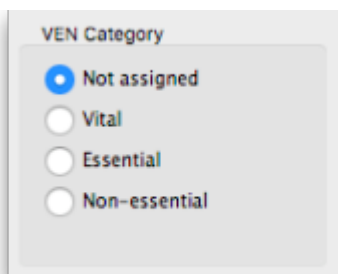 VEN Category
Not assigned
Vital
Essential
Non-essential